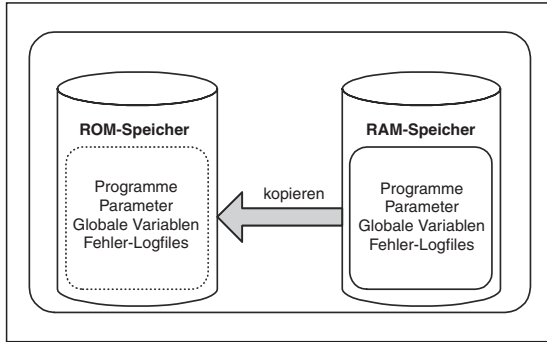 ROM-Speicher
Programme
Parameter
Globale Variablen
Fehler-Logfiles
kopieren
RAM-Speicher
Programme
Parameter
Globale Variablen
Fehler-Logfiles